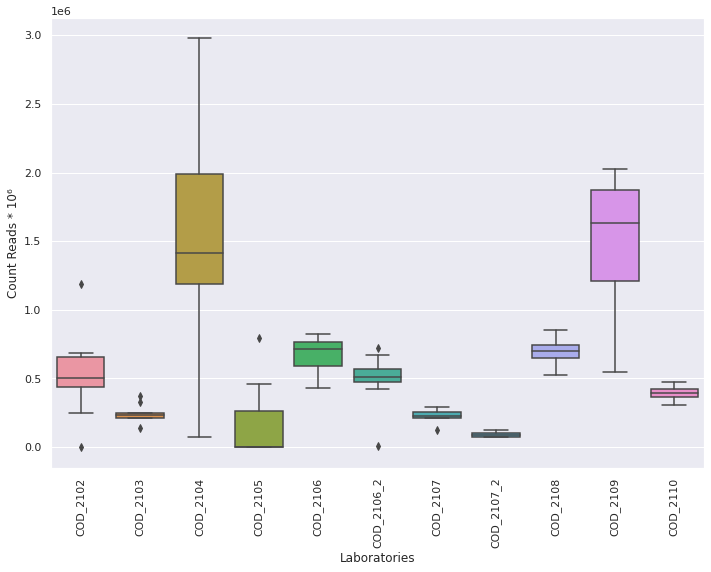 1e6
3.0
2.5
2.0
1.5
1.0
0.5
0.0
Count Reads * 10⁶
COD_2102
COD_2103
COD_2104
COD_2105
COD_2106
COD_2106_2
COD_2107
COD_2107_2
COD_2108
COD_2109
COD_2110
Laboratories